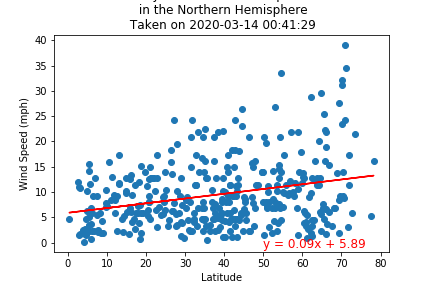 in the Northern Hemisphere
Taken on 2020-03-14 00:41:29
40
35
30
25
20
15
10
5
0
Wind Speed (mph)
y = 0.09x + 5.89
0 10 20 30 40 50 60 70 80
Latitude